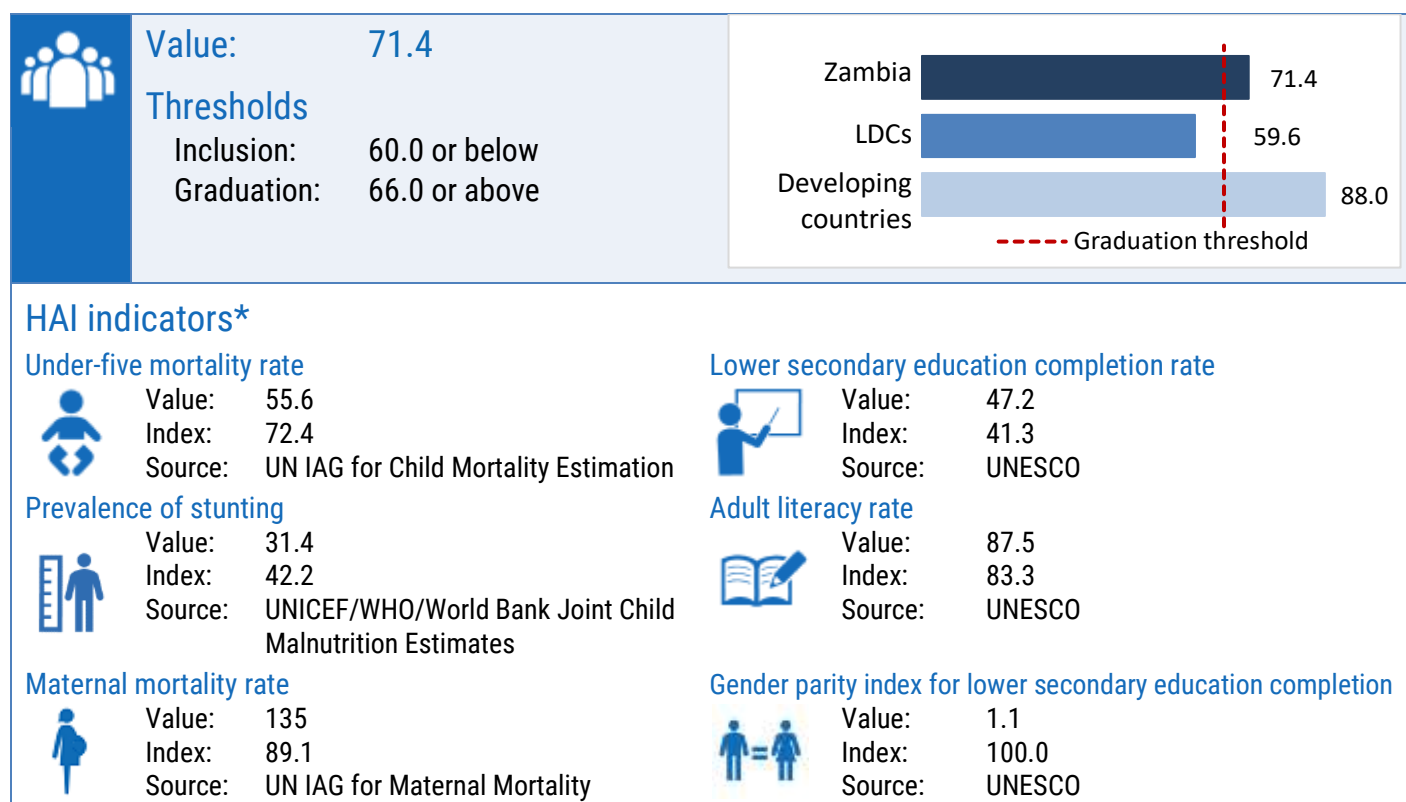 Value: 71.4
Thresholds
Inclusion: 60.0 or below
Graduation: 66.0 or above
Zambia 71.4
LDCs 59.6
Developing
countries 88.0
Graduation threshold
HAI indicators*
Under-five mortality rate
Value: 55.6
Index: 72.4
Source: UN IAG for Child Mortality Estimation
Prevalence of stunting
Value: 31.4
Index: 42.2
Source: UNICEF/WHO/World Bank Joint Child
Malnutrition Estimates
Maternal mortality rate
Value: 135
Index: 89.1
Source: UN IAG for Maternal Mortality
Lower secondary education completion rate
Value: 47.2
Index: 41.3
Source: UNESCO
Adult literacy rate
Value: 87.5
Index: 83.3
Source: UNESCO
Gender parity index for lower secondary education completion
Value: 1.1
Index: 100.0
Source: UNESCO